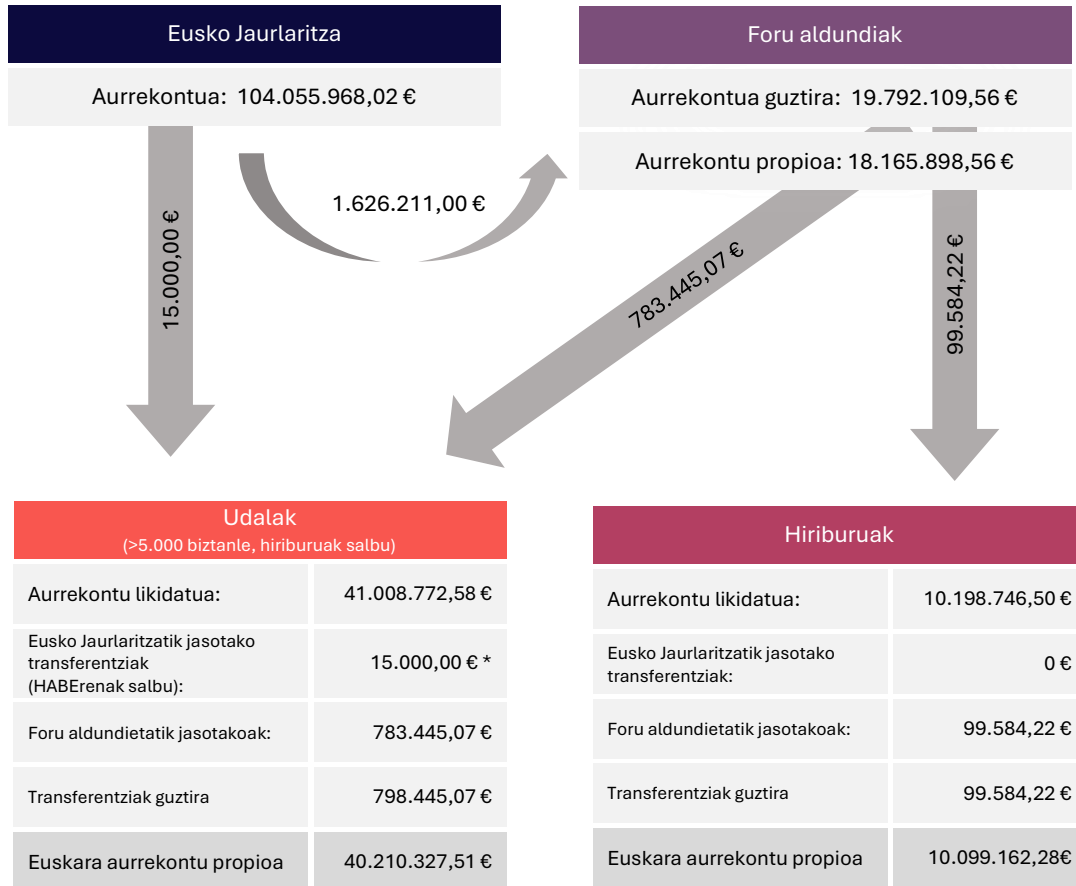 Eusko Jaurlaritza
Aurrekontua: 104.055.968,02 €
Foru aldundiak
Aurrekontua guztira: 19.792.109,56 €
Aurrekontu propioa: 18.165.898,56 €
15.000,00 €
1.626.211,00 €
783.445,07 €
99.584,22 €
Udalak
(>5.000 biztanle, hiriburuak salbu)
Aurrekontu likidatua: 41.008.772,58 €
Eusko Jaurlaritzatik jasotako
transferentziak
(HABErenak salbu): 15.000,00 € *
Foru aldundietatik jasotakoak: 783.445,07 €
Transferentziak guztira 798.445,07 €
Euskara aurrekontu propioa 40.210.327,51 €
Hiriburuak
Aurrekontu likidatua: 10.198.746,50 €
Eusko Jaurlaritzatik jasotako
transferentziak: 0 €
Foru aldundietatik jasotakoak: 99.584,22 €
Transferentziak guztira 99.584,22 €
Euskara aurrekontu propioa 10.099.162,28€